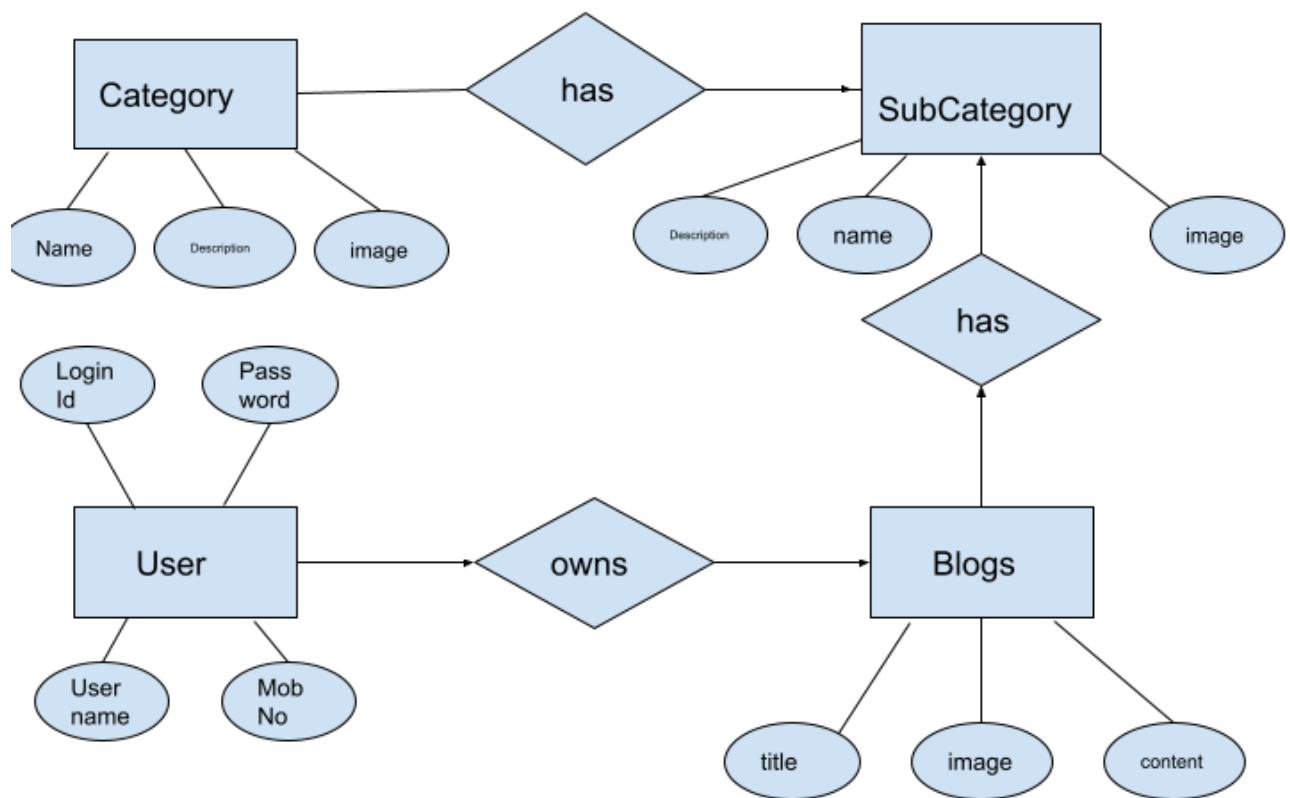 Category
has
SubCategory
Name
Description
image
Description
name
image
has
Login
Id
Pass
word
User
owns
Blogs
User
name
Mob
No
title
image
content